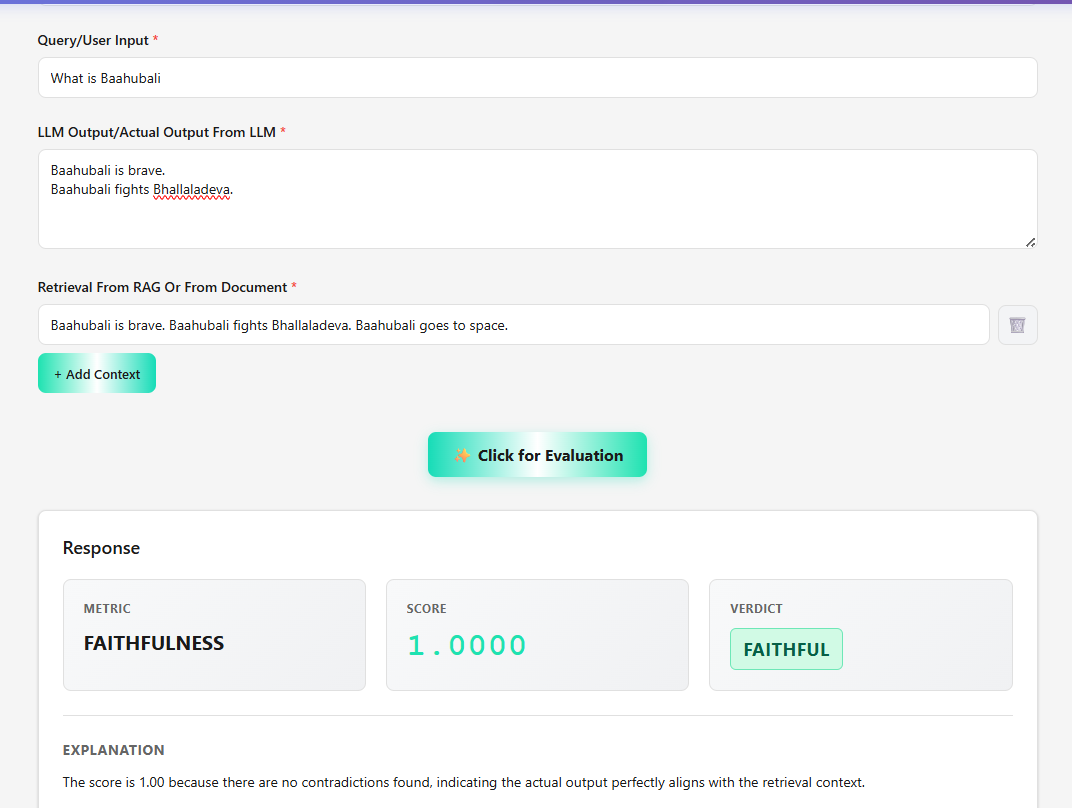 Query/User Input *
What is Baahubali
LLM Output/Actual Output From LLM *
Baahubali is brave.
Baahubali fights Bhallaladeva.
Retrieval From RAG Or From Document *
Baahubali is brave. Baahubali fights Bhallaladeva. Baahubali goes to space.
+ Add Context
Click for Evaluation
Response
METRIC
FAITHFULNESS
SCORE
1.0000
VERDICT
FAITHFUL
EXPLANATION
The score is 1.00 because there are no contradictions found, indicating the actual output perfectly aligns with the retrieval context.